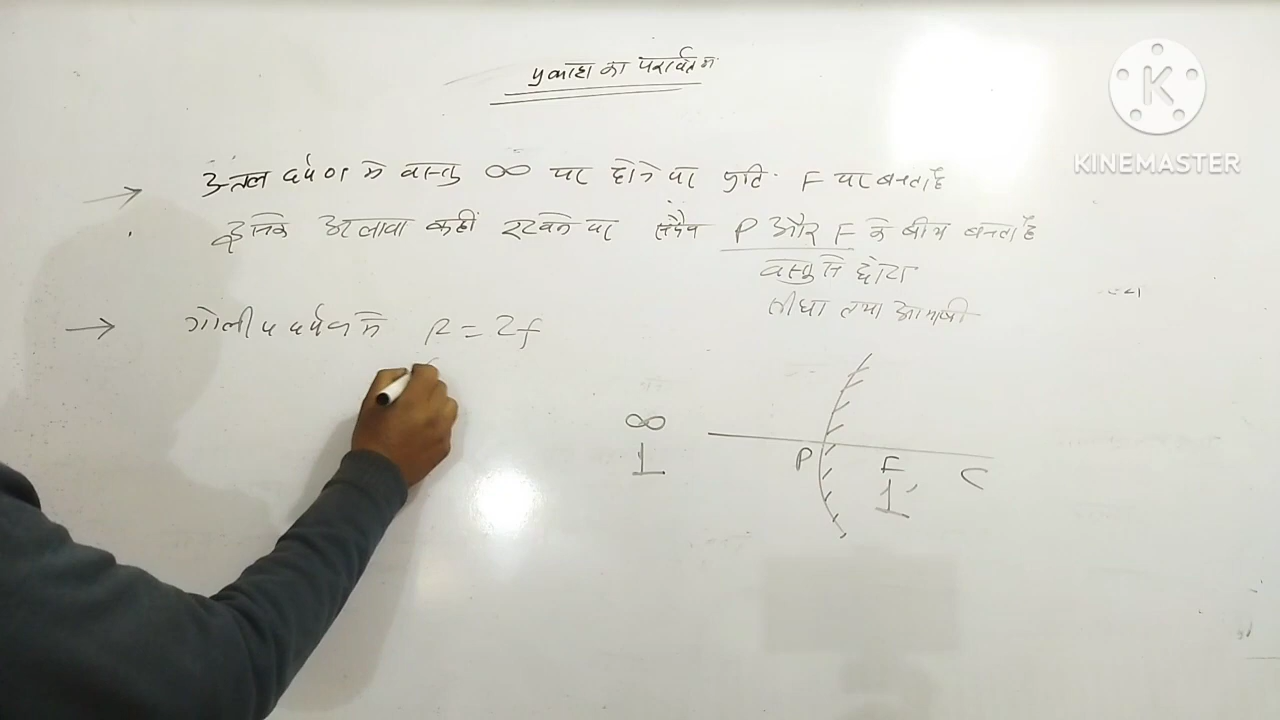 प्रकाश का परावर्तन
K
KINEMASTER
उत्तल दर्पण मे वस्तु ∞ पर होने पर प्रति. F पर बनता है
इसके अलावा कहीं रखने पर सदैव P और F के बीच बनता है
वस्तु से छोटा
सीधा तथा आभाषी
गोलीय दर्पण मे R = 2f
∞
P F C